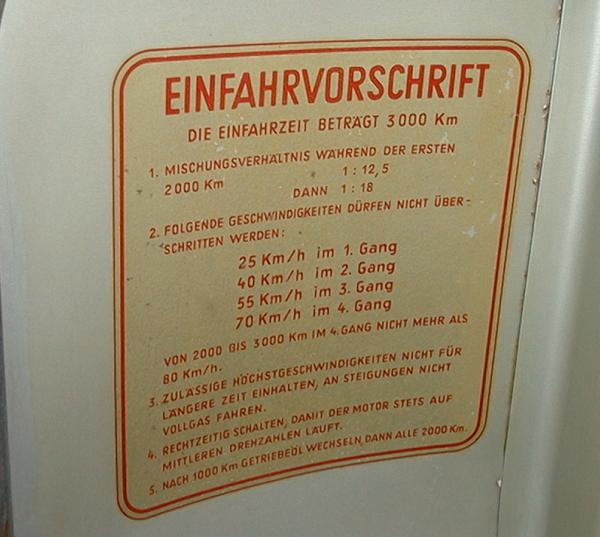 EINFAHRVORSCHRIFT
DIE EINFAHRZEIT BETRÄGT 3000 Km
1. MISCHUNGSVERHÄLTNIS WÄHREND DER ERSTEN
2000 Km 1 : 12,5
DANN 1 : 18
2. FOLGENDE GESCHWINDIGKEITEN DÜRFEN NICHT ÜBER-
SCHRITTEN WERDEN:
25 Km/h im 1. Gang
40 Km/h im 2. Gang
55 Km/h im 3. Gang
70 Km/h im 4. Gang
VON 2000 BIS 3000 Km IM 4. GANG NICHT MEHR ALS
80 Km/h.
3. ZULÄSSIGE HÖCHSTGESCHWINDIGKEITEN NICHT FÜR
LÄNGERE ZEIT EINHALTEN, AN STEIGUNGEN NICHT
VOLLGAS FAHREN.
4. RECHTZEITIG SCHALTEN, DAMIT DER MOTOR STETS AUF
MITTLEREN DREHZAHLEN LÄUFT.
5. NACH 1000 Km GETRIEBEÖL WECHSELN, DANN ALLE 2000 Km.